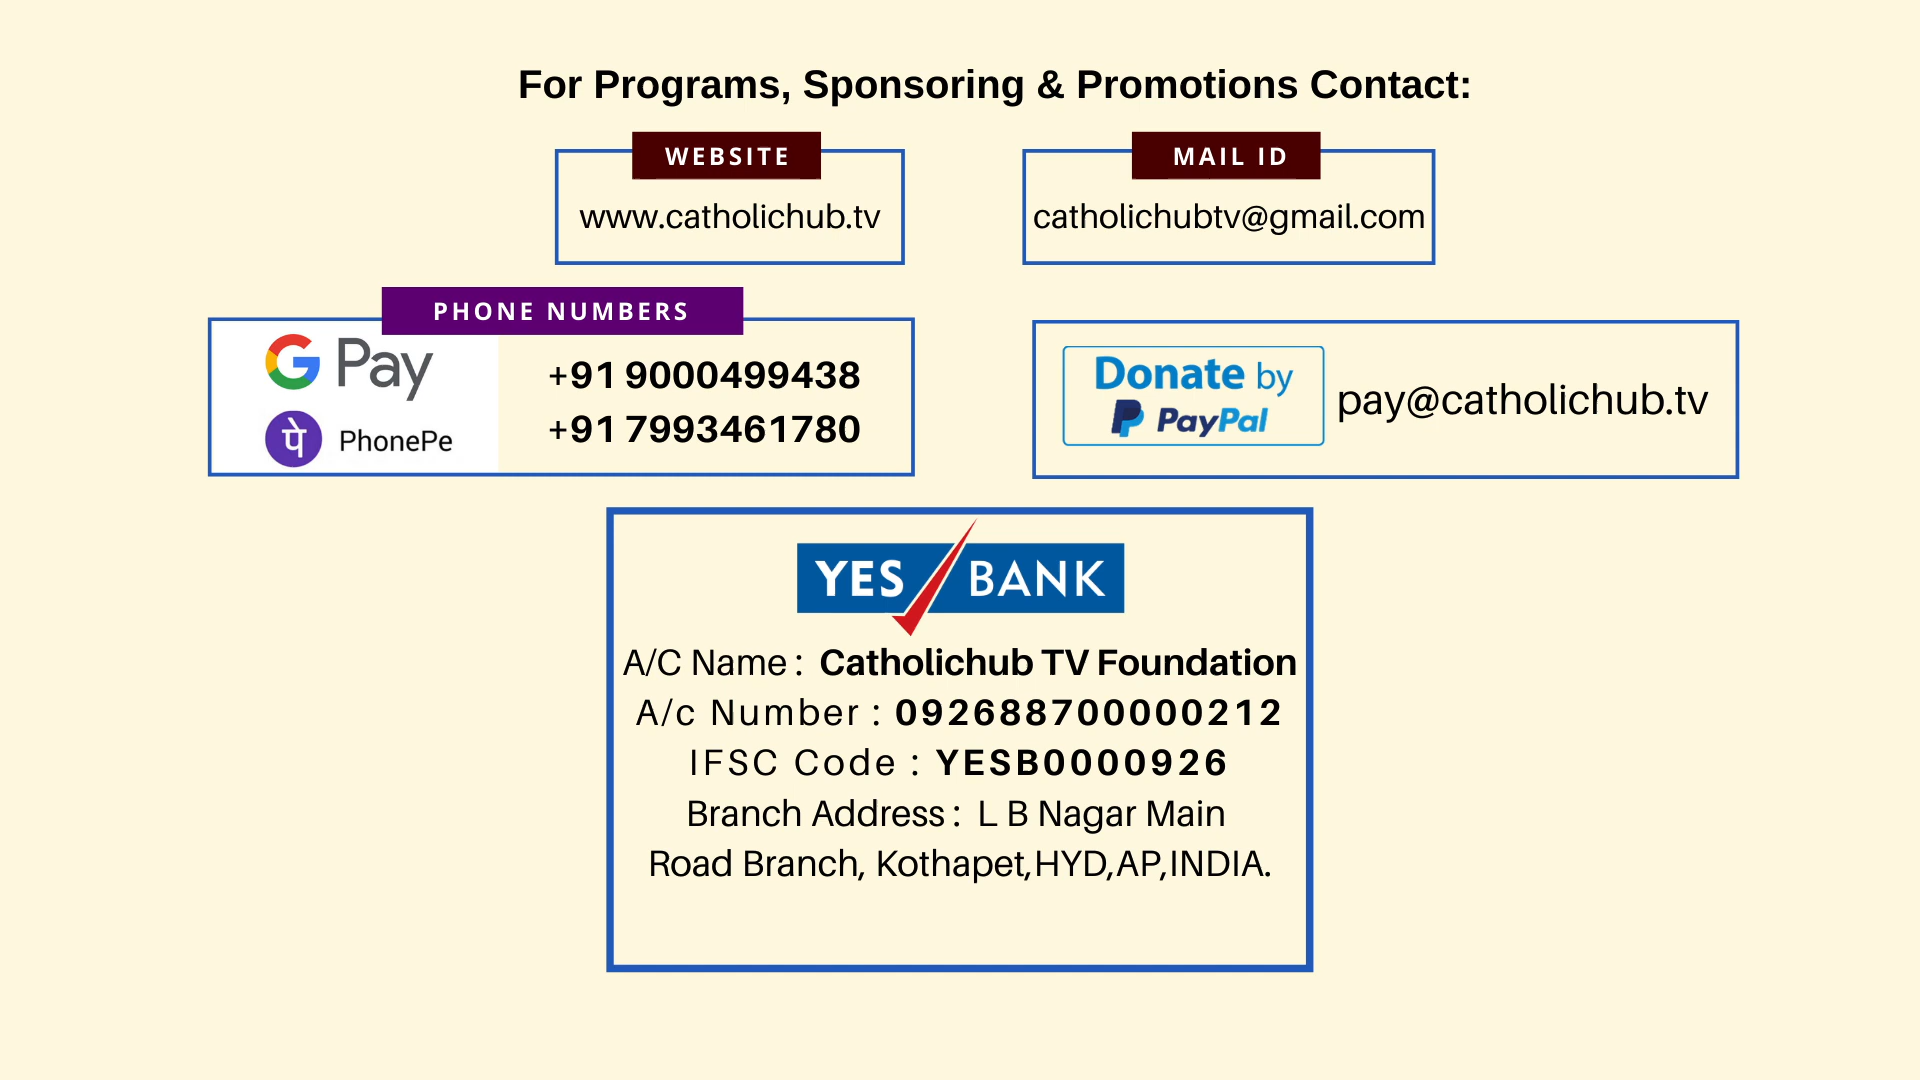 For Programs, Sponsoring & Promotions Contact:
WEBSITE
www.catholichub.tv
MAIL ID
catholichubtv@gmail.com
PHONE NUMBERS
G Pay
पे PhonePe
+91 9000499438
+91 7993461780
Donate by
PayPal
pay@catholichub.tv
YES BANK
A/C Name : Catholichub TV Foundation
A/c Number : 092688700000212
IFSC Code : YESB0000926
Branch Address : L B Nagar Main
Road Branch, Kothapet,HYD,AP,INDIA.